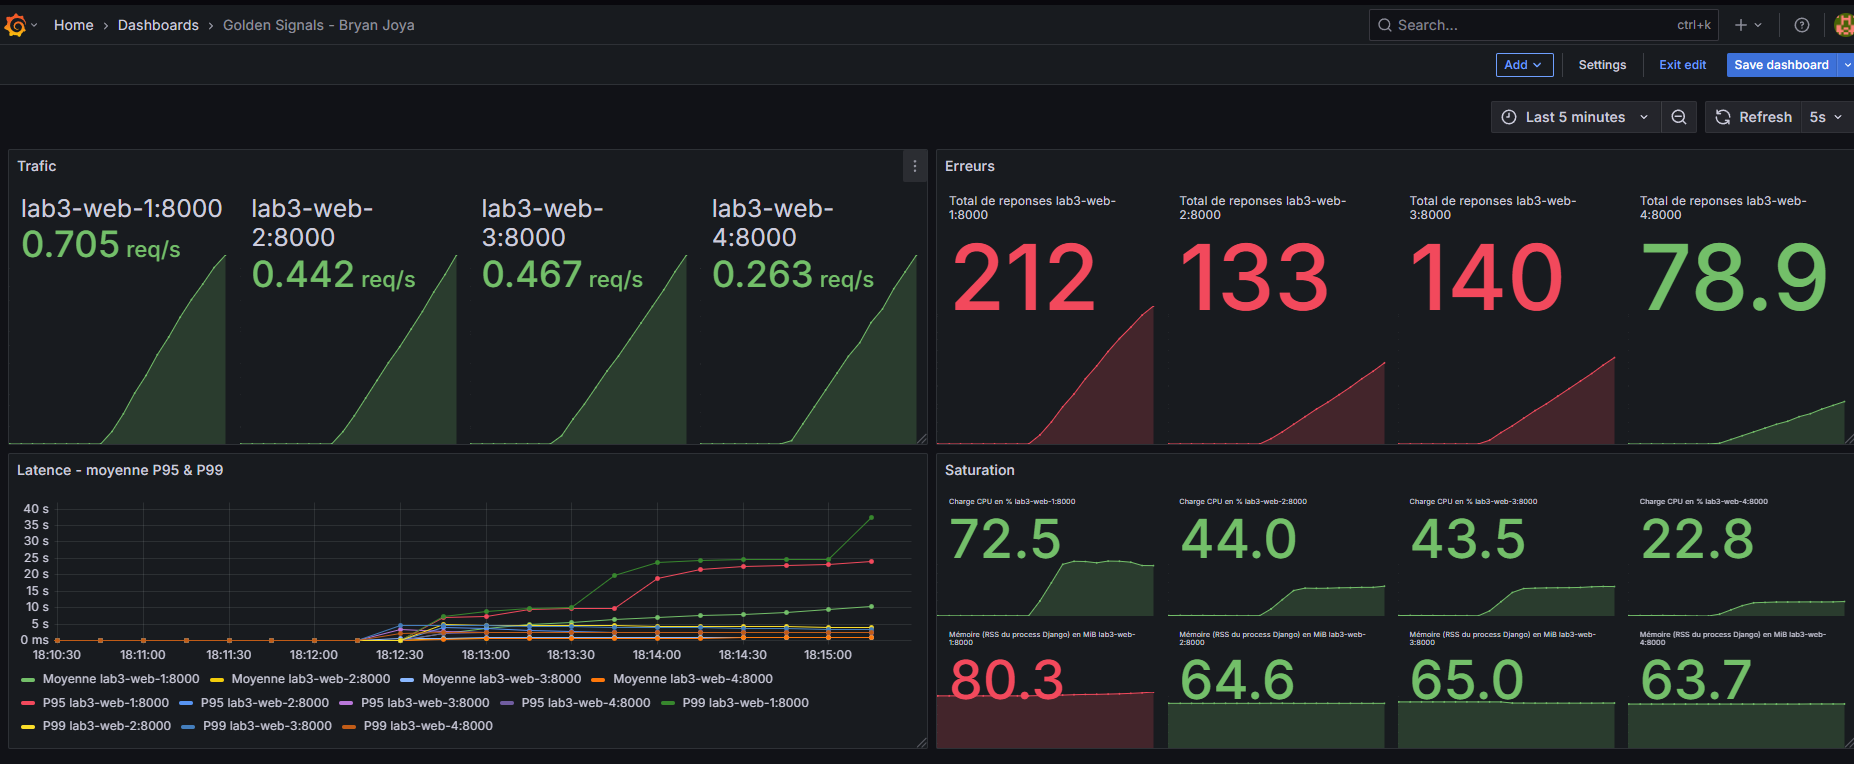 Home › Dashboards › Golden Signals - Bryan Joya
Search... ctrl+k
Add Settings Exit edit Save dashboard
Last 5 minutes Refresh 5s
Trafic
lab3-web-1:8000
0.705 req/s
lab3-web-
2:8000
0.442 req/s
lab3-web-
3:8000
0.467 req/s
lab3-web-
4:8000
0.263 req/s
Erreurs
Total de reponses lab3-web-
1:8000
212
Total de reponses lab3-web-
2:8000
133
Total de reponses lab3-web-
3:8000
140
Total de reponses lab3-web-
4:8000
78.9
Latence - moyenne P95 & P99
40 s
35 s
30 s
25 s
20 s
15 s
10 s
5 s
0 ms
18:10:30 18:11:00 18:11:30 18:12:00 18:12:30 18:13:00 18:13:30 18:14:00 18:14:30 18:15:00
Moyenne lab3-web-1:8000 Moyenne lab3-web-2:8000 Moyenne lab3-web-3:8000 Moyenne lab3-web-4:8000
P95 lab3-web-1:8000 P95 lab3-web-2:8000 P95 lab3-web-3:8000 P95 lab3-web-4:8000 P99 lab3-web-1:8000
P99 lab3-web-2:8000 P99 lab3-web-3:8000 P99 lab3-web-4:8000
Saturation
Charge CPU en % lab3-web-1:8000
72.5
Charge CPU en % lab3-web-2:8000
44.0
Charge CPU en % lab3-web-3:8000
43.5
Charge CPU en % lab3-web-4:8000
22.8
Mémoire (RSS du process Django) en MiB lab3-web-
1:8000
80.3
Mémoire (RSS du process Django) en MiB lab3-web-
2:8000
64.6
Mémoire (RSS du process Django) en MiB lab3-web-
3:8000
65.0
Mémoire (RSS du process Django) en MiB lab3-web-
4:8000
63.7